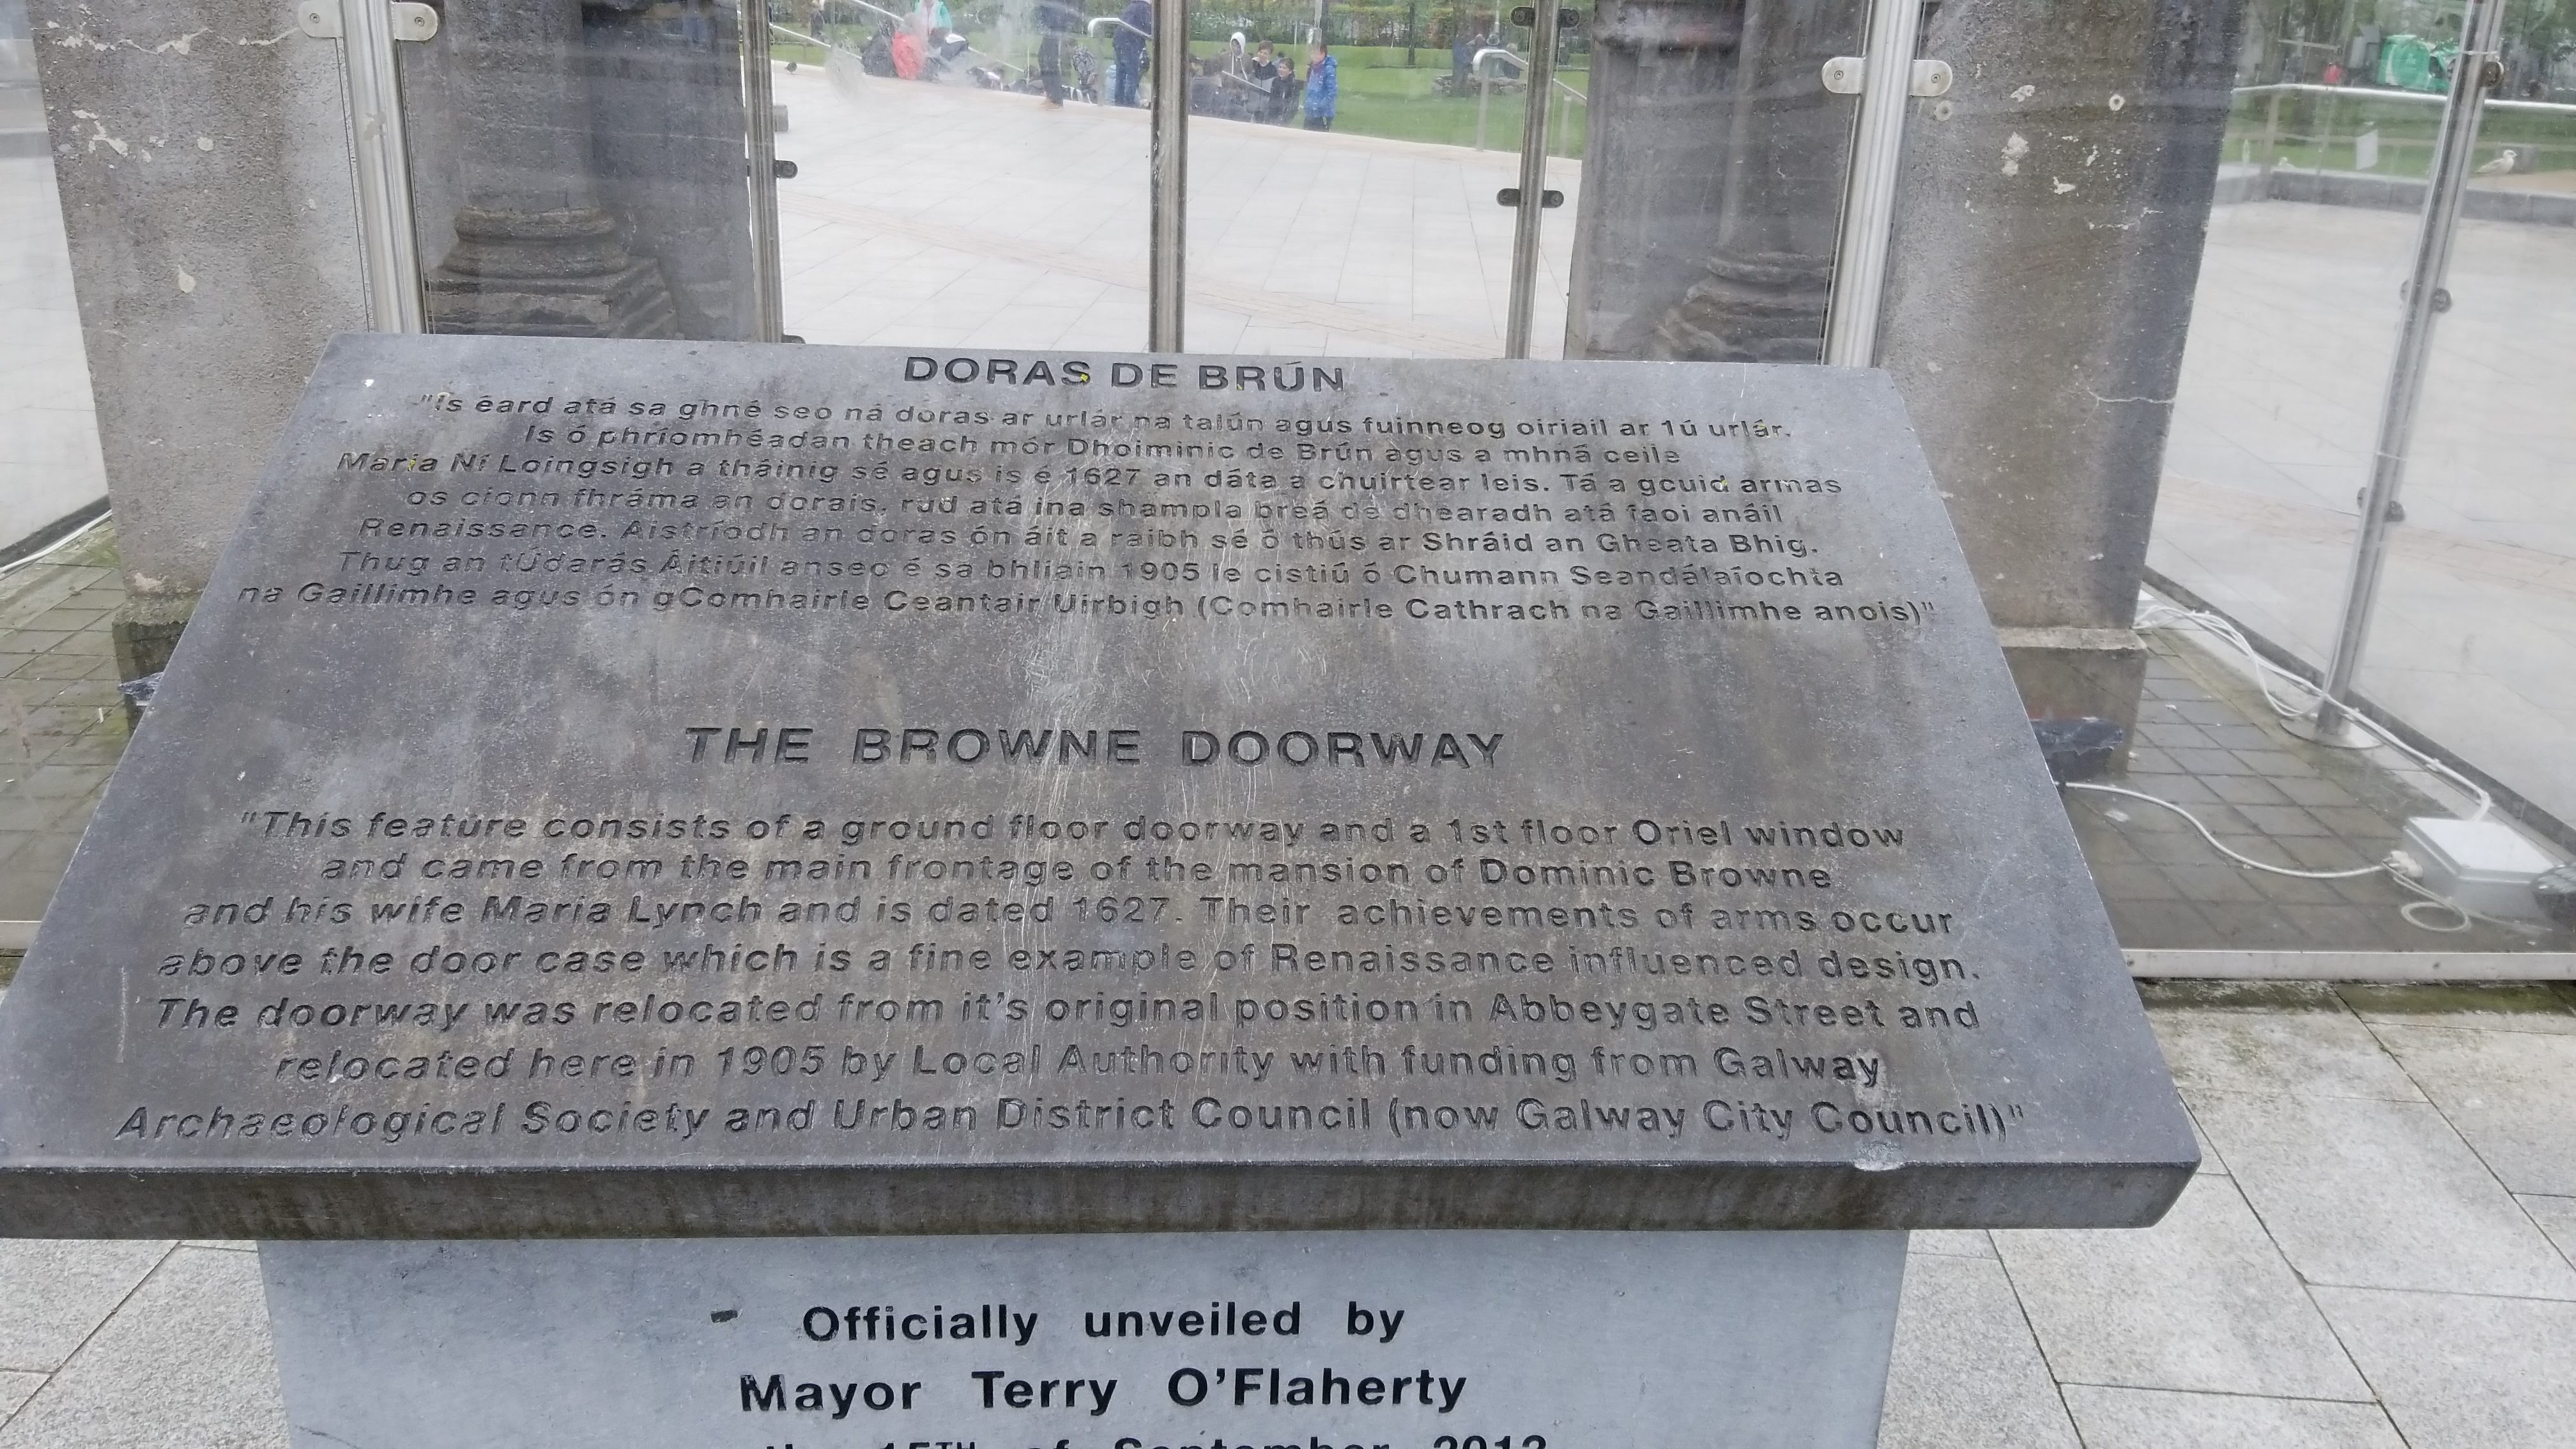 DORAS DE BRÚN
"Is éard atá sa ghné seo ná doras ar urlár na talún agus fuinneog oiriail ar 1ú urlár.
Is ó phríomhéadan theach mór Dhoiminic de Brún agus a mhná ceile
Maria Ní Loingsigh a tháinig sé agus is é 1627 an dáta a chuirtear leis. Tá a gcuid armas
os cionn fhráma an dorais, rud atá ina shampla breá de dhearadh atá faoi anáil
Renaissance. Aistríodh an doras ón áit a raibh sé ó thús ar Shráid an Gheata Bhig.
Thug an tÚdarás Áitiúil anseo é sa bhliain 1905 le cistiú ó Chumann Seandálaíochta
na Gaillimhe agus ón gComhairle Ceantair Uirbigh (Comhairle Cathrach na Gaillimhe anois)"
THE BROWNE DOORWAY
"This feature consists of a ground floor doorway and a 1st floor Oriel window
and came from the main frontage of the mansion of Dominic Browne
and his wife Maria Lynch and is dated 1627. Their achievements of arms occur
above the door case which is a fine example of Renaissance influenced design.
The doorway was relocated from it's original position in Abbeygate Street and
relocated here in 1905 by Local Authority with funding from Galway
Archaeological Society and Urban District Council (now Galway City Council)"
Officially unveiled by
Mayor Terry O'Flaherty
15TH of September